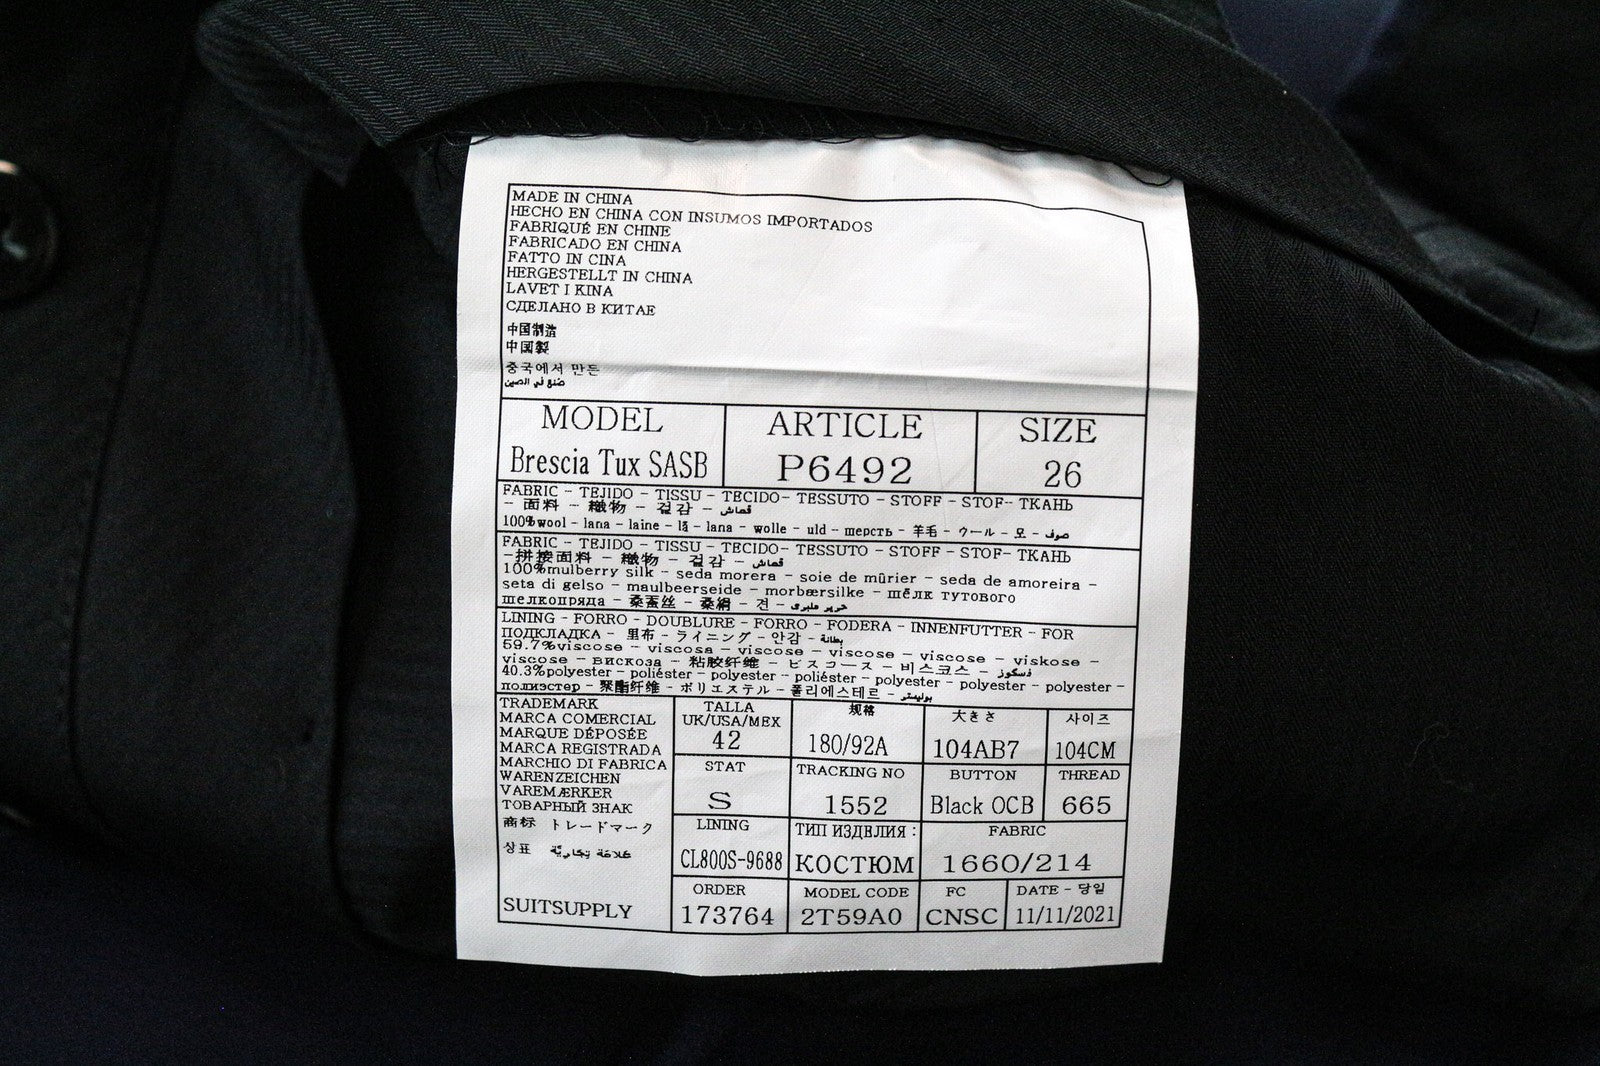 MADE IN CHINA
HECHO EN CHINA CON INSUMOS IMPORTADOS
FABRIQUÉ EN CHINE
FABRICADO EN CHINA
FATTO IN CINA
HERGESTELLT IN CHINA
LAVET I KINA
СДЕЛАНО В КИТАЕ
中国制造
中国製
중국에서 만든
صنع في الصين
MODEL ARTICLE SIZE
Brescia Tux SASB P6492 26
FABRIC - TEJIDO - TISSU - TECIDO- TESSUTO - STOFF - STOF- ТКАНЬ
- 面料 - 織物 - 겉감 - قماش
100%wool - lana - laine - lã - lana - wolle - uld - шерсть - 羊毛 - ウール - 모 - صوف
FABRIC - TEJIDO - TISSU - TECIDO- TESSUTO - STOFF - STOF- ТКАНЬ
-拼接面料 - 織物 - 겉감 - قماش
100%mulberry silk - seda morera - soie de mûrier - seda de amoreira -
seta di gelso - maulbeerseide - morbærsilke - шёлк тутового
шелкопряда - 桑蚕丝 - 桑絹 - 견 - حرير ملبري
LINING - FORRO - DOUBLURE - FORRO - FODERA - INNENFUTTER - FOR
ПОДКЛАДКА - 里布 - ライニング - 안감 - بطانة
59.7%viscose - viscosa - viscose - viscose - viscose - viskose -
viscose - вискоза - 粘胶纤维 - ビスコース - 비스코스 - فسكوز
40.3%polyester - poliéster - polyester - poliéster - polyester - polyester - polyester -
полиэстер - 聚酯纤维 - ポリエステル - 폴리에스테르 - بوليستر
TRADEMARK
MARCA COMERCIAL
MARQUE DÉPOSÉE
MARCA REGISTRADA
MARCHIO DI FABRICA
WARENZEICHEN
VAREMÆRKER
ТОВАРНЫЙ ЗНАК
商标 トレードマーク
상표 علامة تجارية
SUITSUPPLY
TALLA
UK/USA/MEX 规格 大きさ 사이즈
42 180/92A 104AB7 104CM
STAT TRACKING NO BUTTON THREAD
S 1552 Black OCB 665
LINING ТИП ИЗДЕЛИЯ: FABRIC
CL800S-9688 КОСТЮМ 1660/214
ORDER MODEL CODE FC DATE - 당일
173764 2T59A0 CNSC 11/11/2021